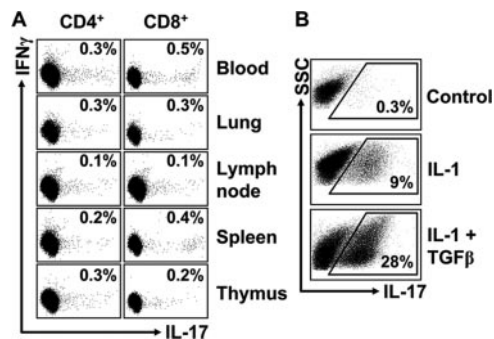 A
CD4+ CD8+
IFNγ
0.3% 0.5% Blood
0.3% 0.3% Lung
0.1% 0.1% Lymph
node
0.2% 0.4% Spleen
0.3% 0.2% Thymus
IL-17
B
SSC
0.3% Control
9% IL-1
28% IL-1 +
TGFβ
IL-17